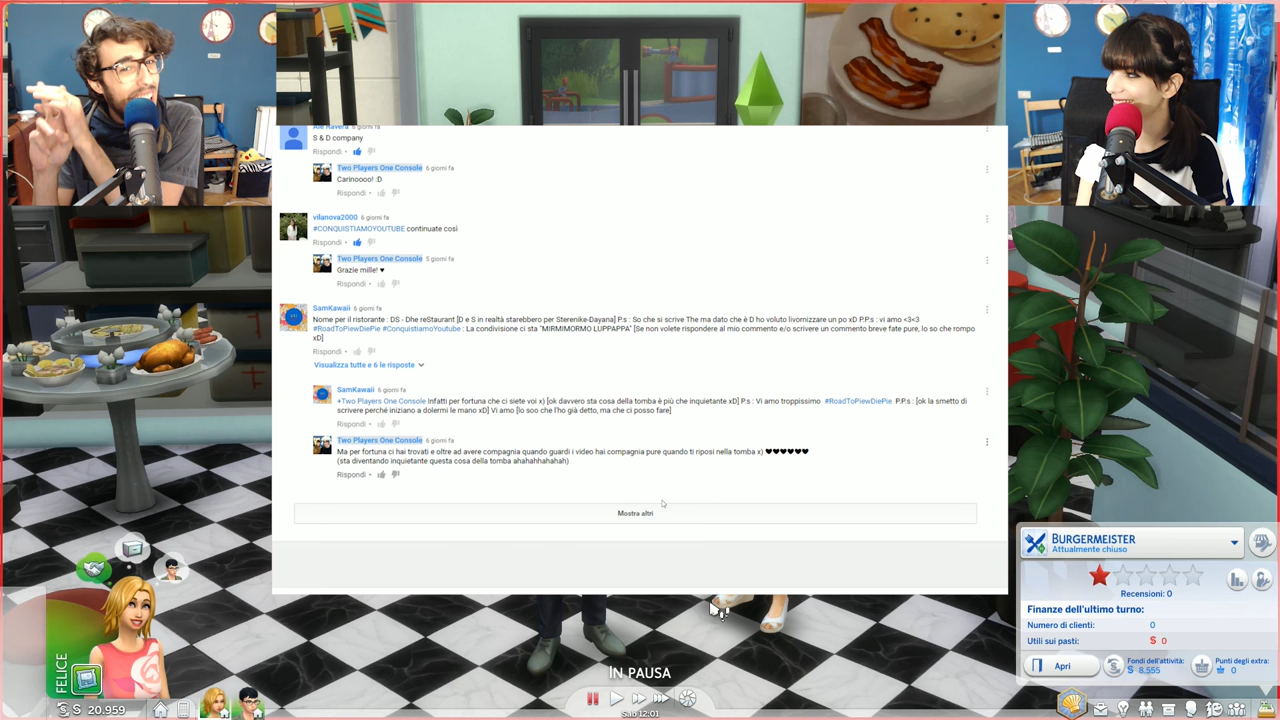 Ale Ravera 6 giorni fa
S & D company
Rispondi •
Two Players One Console 6 giorni fa
Carinoooo! :D
Rispondi •
vilanova2000 6 giorni fa
#CONQUISTIAMOYOUTUBE continuate così
Rispondi •
Two Players One Console 5 giorni fa
Grazie mille! ♥
Rispondi •
SamKawaii 6 giorni fa
Nome per il ristorante : DS - Dhe reStaurant [D e S in realtà starebbero per Sterenike-Dayana] P.s : So che si scrive The ma dato che è D ho voluto livornizzare un po xD P.P.s : vi amo <3<3
#RoadToPiewDiePie #ConquistiamoYoutube : La condivisione ci sta "MIRMIMORMO LUPPAPPA" [Se non volete rispondere al mio commento e/o scrivere un commento breve fate pure, lo so che rompo
xD]
Rispondi •
Visualizza tutte e 6 le risposte
SamKawaii 6 giorni fa
+Two Players One Console Infatti per fortuna che ci siete voi x) [ok davvero sta cosa della tomba è più che inquietante xD] P.s : Vi amo troppissimo #RoadToPiewDiePie P.P.s : [ok la smetto di
scrivere perché iniziano a dolermi le mano xD] Vi amo [lo soo che l'ho già detto, ma che ci posso fare]
Rispondi •
Two Players One Console 6 giorni fa
Ma per fortuna ci hai trovati e oltre ad avere compagnia quando guardi i video hai compagnia pure quando ti riposi nella tomba x) ♥♥♥♥♥♥
(sta diventando inquietante questa cosa della tomba ahahahhahahah)
Rispondi •
Mostra altri
BURGERMEISTER
Attualmente chiuso
Recensioni: 0
Finanze dell'ultimo turno:
Numero di clienti: 0
Utili sui pasti: § 0
Apri
Fondi dell'attività:
§ 8.555
Punti degli extra:
0
FELICE
§ 20.959
IN PAUSA
Sab 12:01